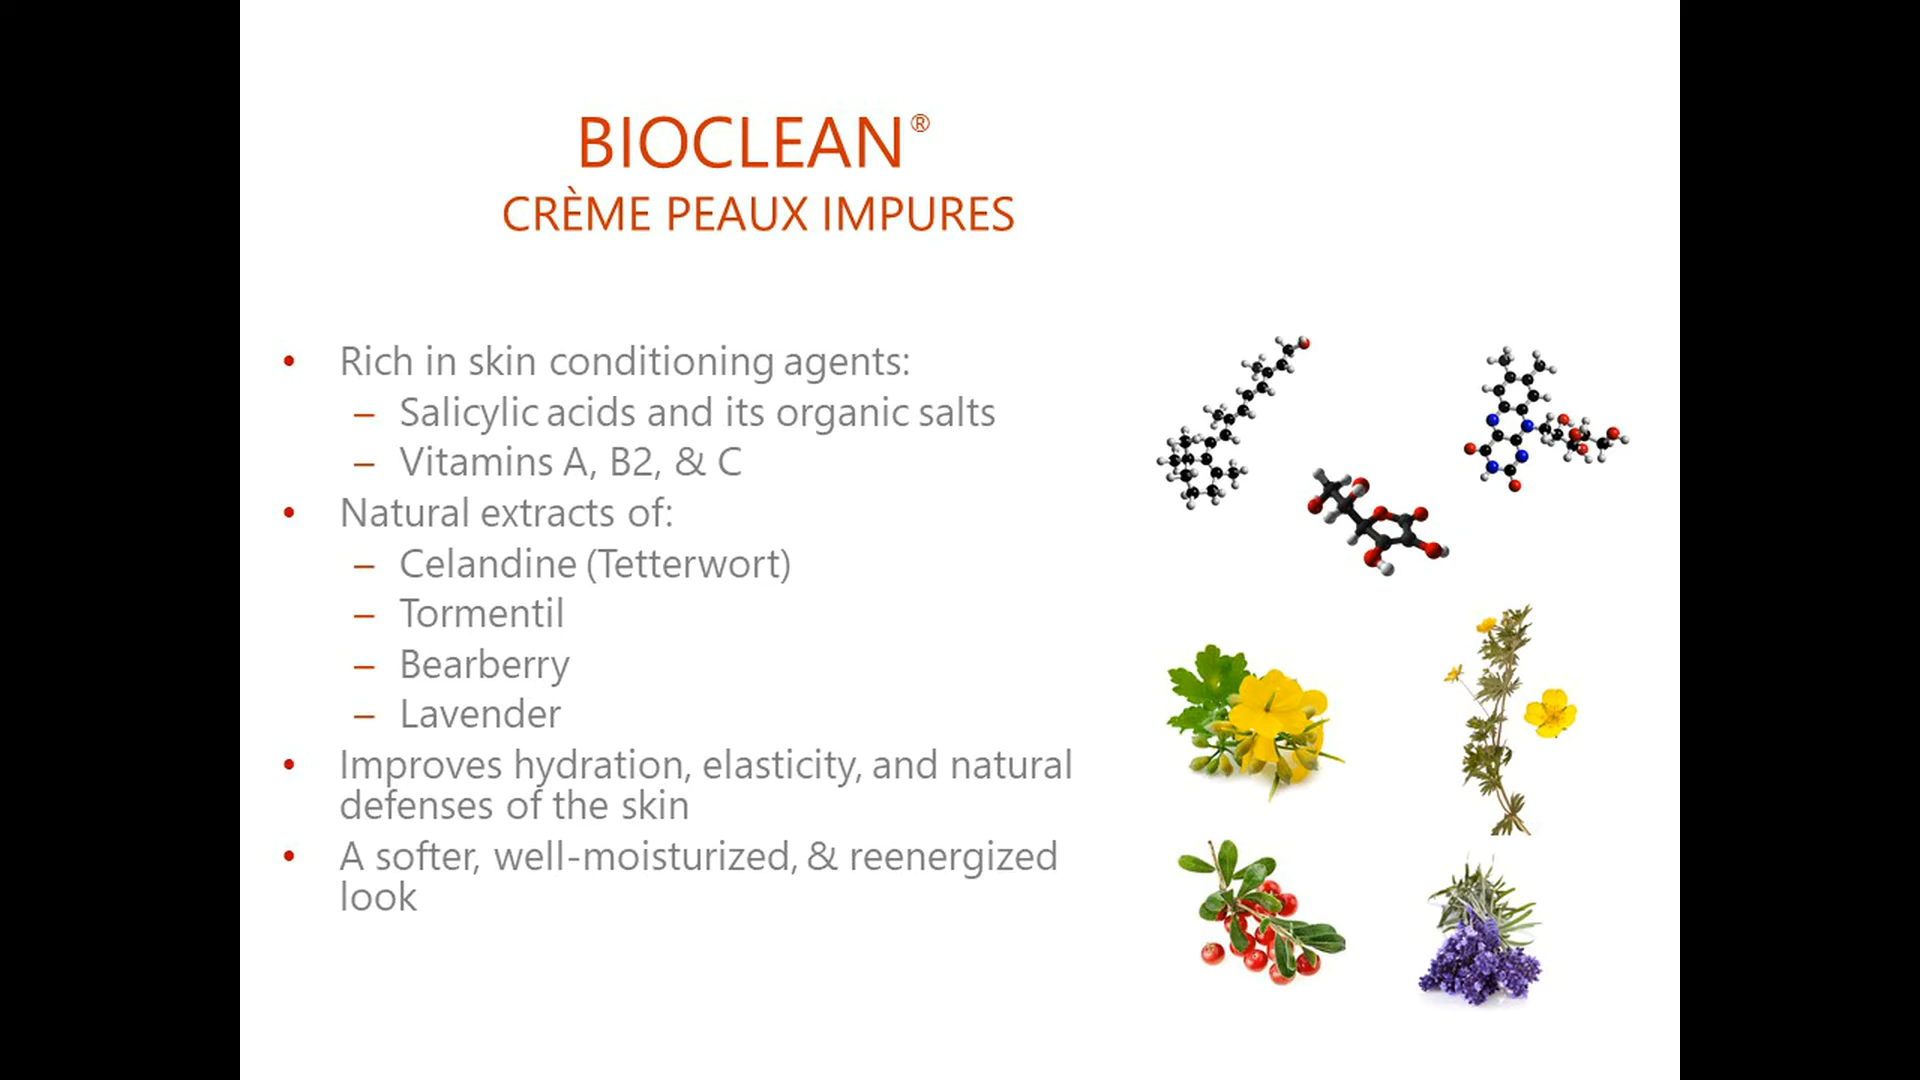 BIOCLEAN®
CRÈME PEAUX IMPURES
• Rich in skin conditioning agents:
– Salicylic acids and its organic salts
– Vitamins A, B2, & C
• Natural extracts of:
– Celandine (Tetterwort)
– Tormentil
– Bearberry
– Lavender
• Improves hydration, elasticity, and natural
defenses of the skin
• A softer, well-moisturized, & reenergized
look